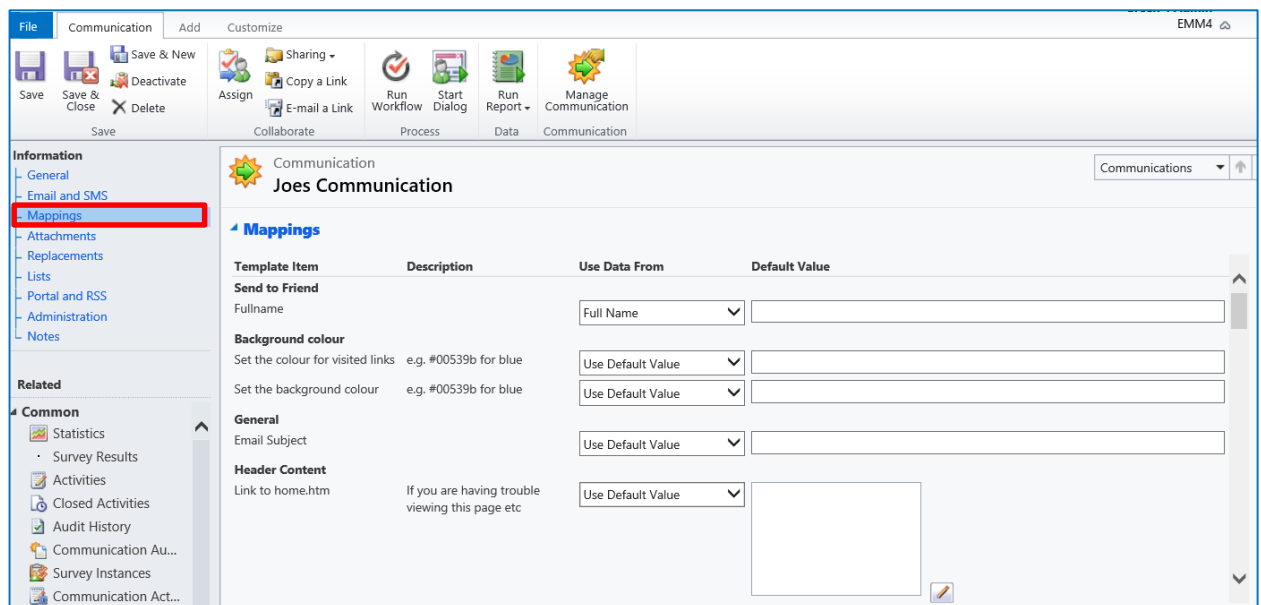 EMM4
File Communication Add Customize
Save
Save & Close
Save & New
Deactivate
Delete
Save
Assign
Sharing
Copy a Link
E-mail a Link
Collaborate
Run Workflow
Start Dialog
Process
Run Report
Data
Manage Communication
Communication
Information
General
Email and SMS
Mappings
Attachments
Replacements
Lists
Portal and RSS
Administration
Notes
Related
Common
Statistics
Survey Results
Activities
Closed Activities
Audit History
Communication Au...
Survey Instances
Communication Act...
Communication
Joes Communication
Communications
Mappings
Template Item Description Use Data From Default Value
Send to Friend
Fullname Full Name
Background colour
Set the colour for visited links e.g. #00539b for blue Use Default Value
Set the background colour e.g. #00539b for blue Use Default Value
General
Email Subject Use Default Value
Header Content
Link to home.htm If you are having trouble Use Default Value
viewing this page etc